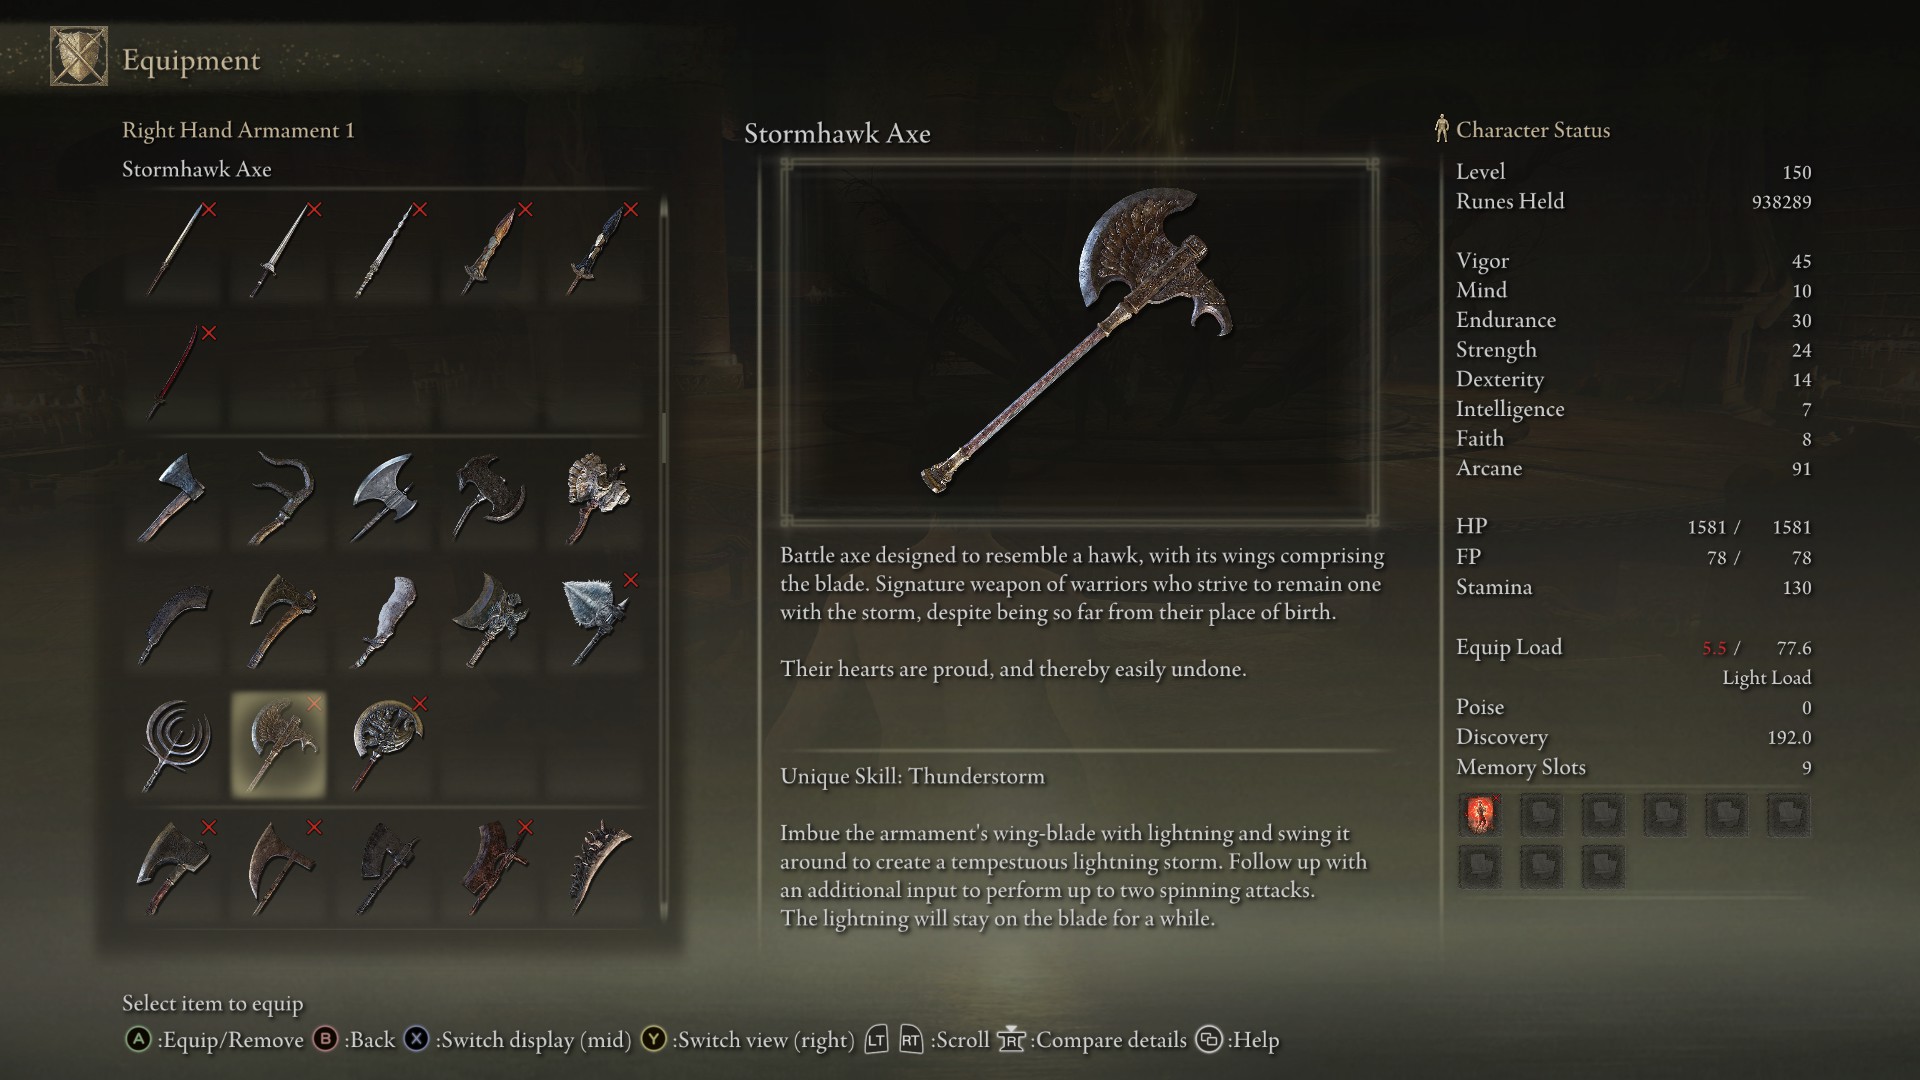 Equipment
Right Hand Armament 1
Stormhawk Axe
Stormhawk Axe
Battle axe designed to resemble a hawk, with its wings comprising
the blade. Signature weapon of warriors who strive to remain one
with the storm, despite being so far from their place of birth.
Their hearts are proud, and thereby easily undone.
Unique Skill: Thunderstorm
Imbue the armament's wing-blade with lightning and swing it
around to create a tempestuous lightning storm. Follow up with
an additional input to perform up to two spinning attacks.
The lightning will stay on the blade for a while.
Character Status
Level 150
Runes Held 938289
Vigor 45
Mind 10
Endurance 30
Strength 24
Dexterity 14
Intelligence 7
Faith 8
Arcane 91
HP 1581 / 1581
FP 78 / 78
Stamina 130
Equip Load 5.5 / 77.6
Light Load
Poise 0
Discovery 192.0
Memory Slots 9
Select item to equip
A :Equip/Remove B :Back X :Switch display (mid) Y :Switch view (right) LT RT :Scroll R :Compare details :Help